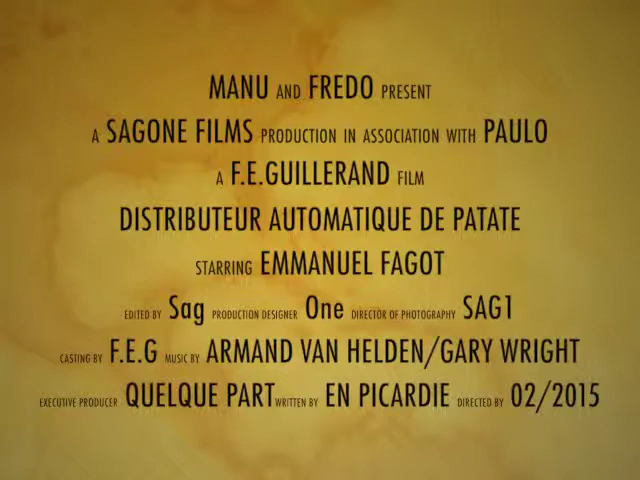 MANU AND FREDO PRESENT
A SAGONE FILMS PRODUCTION IN ASSOCIATION WITH PAULO
A F.E.GUILLERAND FILM
DISTRIBUTEUR AUTOMATIQUE DE PATATE
STARRING EMMANUEL FAGOT
EDITED BY Sag PRODUCTION DESIGNER One DIRECTOR OF PHOTOGRAPHY SAG1
CASTING BY F.E.G MUSIC BY ARMAND VAN HELDEN/GARY WRIGHT
EXECUTIVE PRODUCER QUELQUE PART WRITTEN BY EN PICARDIE DIRECTED BY 02/2015